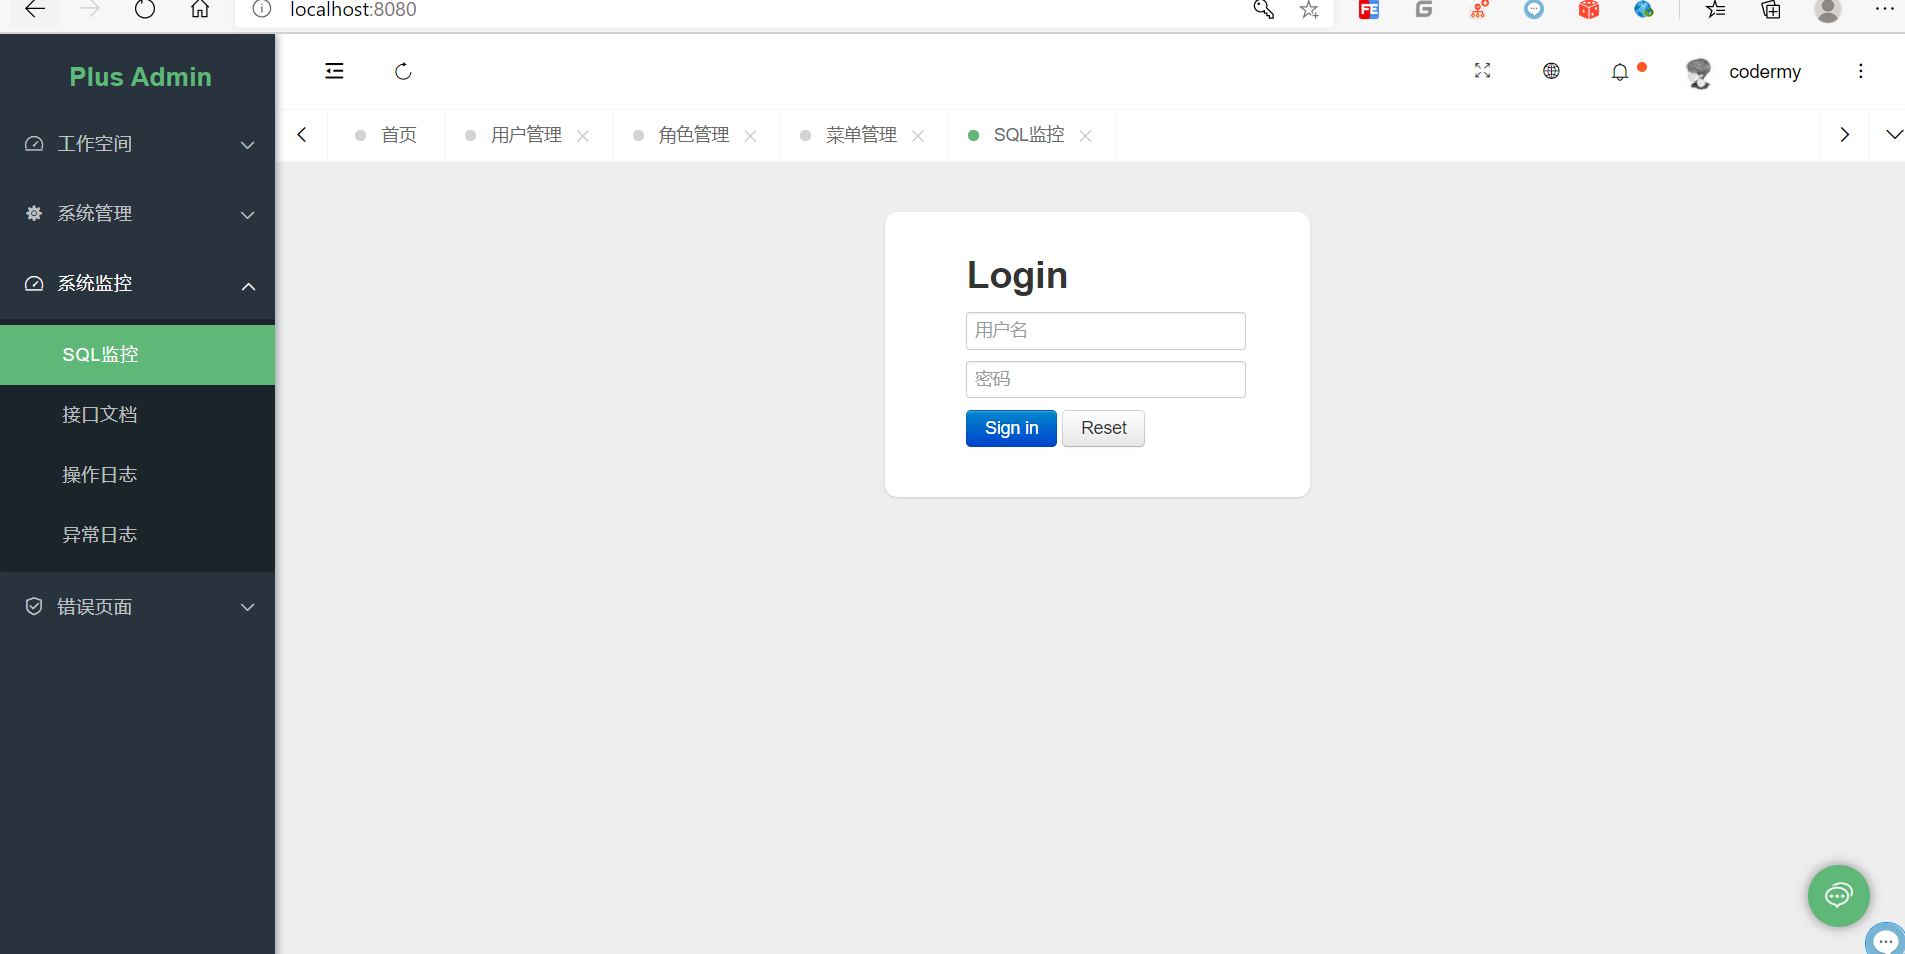 localhost:8080
Plus Admin
codermy
首页 用户管理 角色管理 菜单管理 SQL监控
工作空间
系统管理
系统监控
SQL监控
接口文档
操作日志
异常日志
错误页面
Login
用户名
密码
Sign in Reset